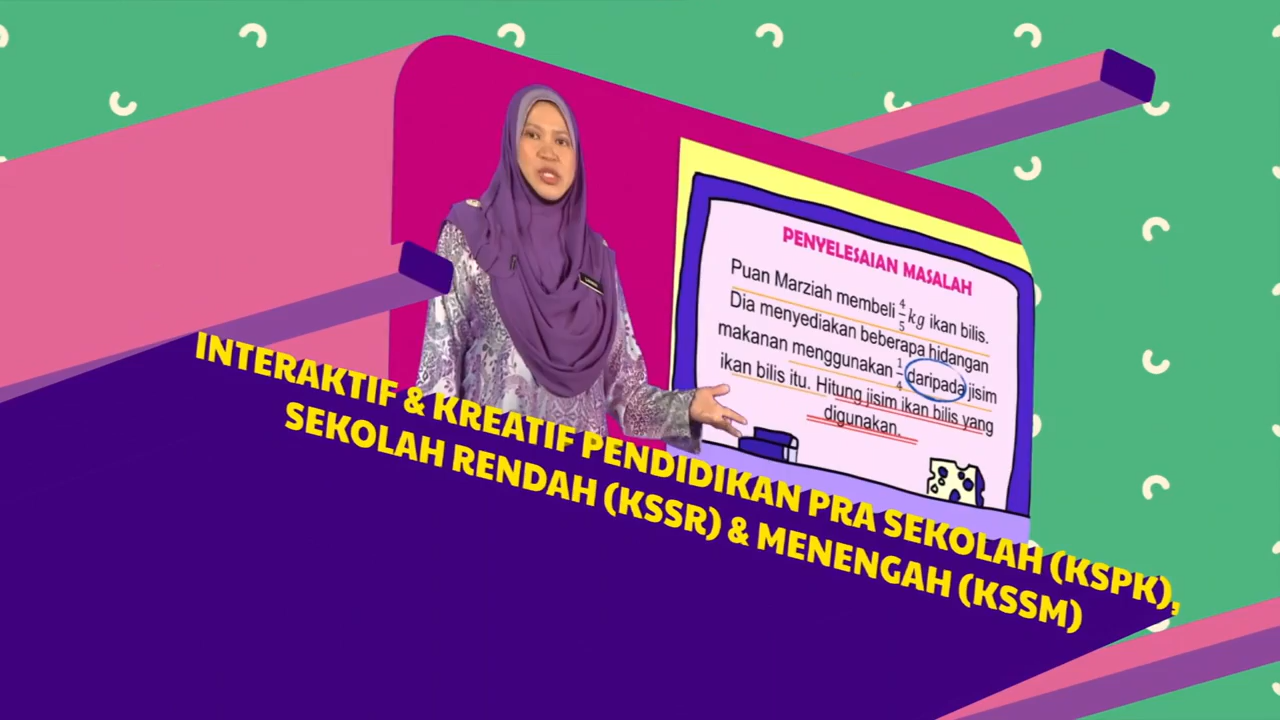 PENYELESAIAN MASALAH
Puan Marziah membeli 4/5 kg ikan bilis.
Dia menyediakan beberapa hidangan
makanan menggunakan 1/4 daripada jisim
ikan bilis itu. Hitung jisim ikan bilis yang
digunakan.
INTERAKTIF & KREATIF PENDIDIKAN PRA SEKOLAH (KSPK),
SEKOLAH RENDAH (KSSR) & MENENGAH (KSSM)